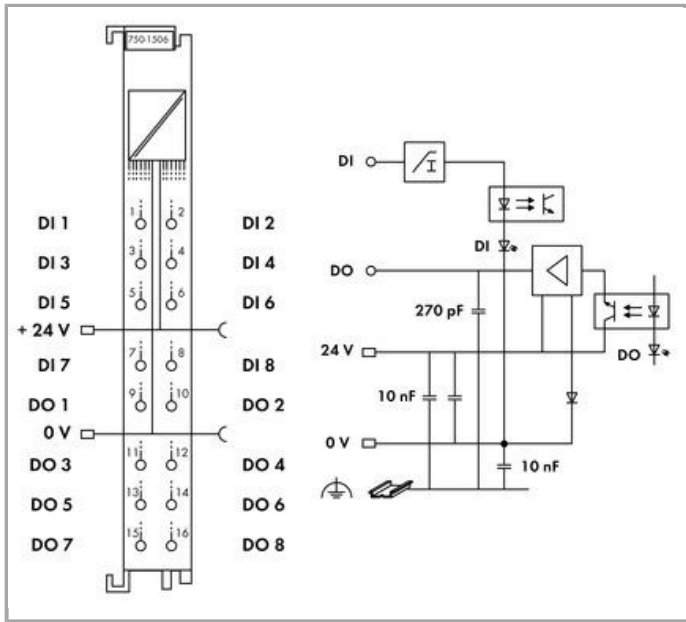 750-1506
1 2
DI 1 DI 2
3 4
DI 3 DI 4
5 6
DI 5 DI 6
+ 24 V
7 8
DI 7 DI 8
9 10
DO 1 DO 2
0 V
11 12
DO 3 DO 4
13 14
DO 5 DO 6
15 16
DO 7 DO 8
DI
I
DI
DO
270 pF
DO
24 V
10 nF
0 V
10 nF